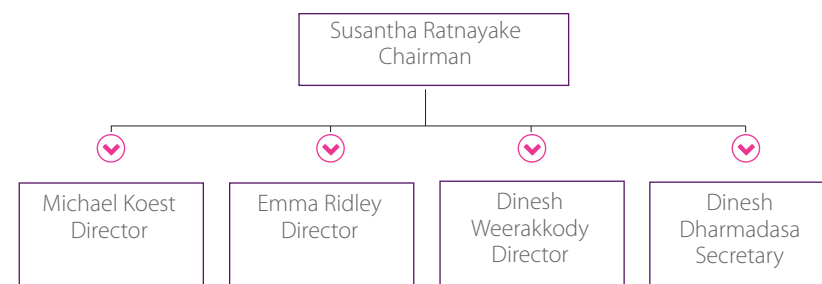 Susantha Ratnayake
Chairman
Michael Koest
Director
Emma Ridley
Director
Dinesh
Weerakkody
Director
Dinesh
Dharmadasa
Secretary